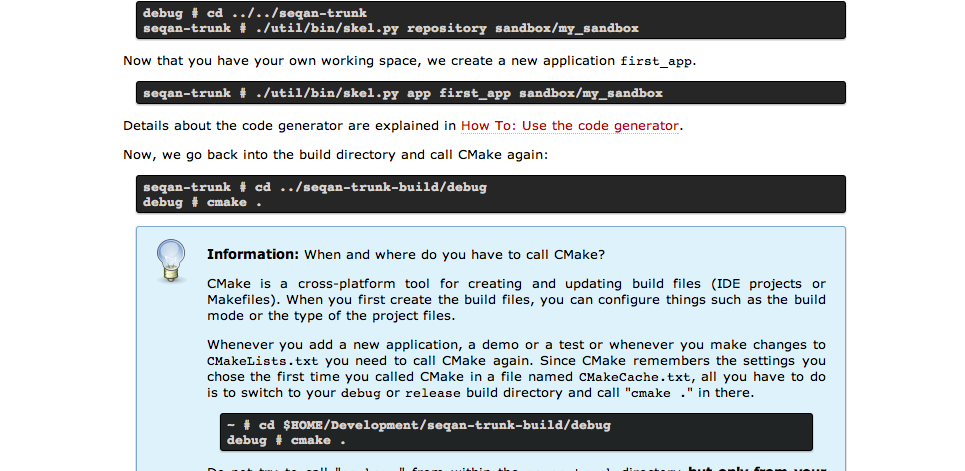 debug # cd ../../seqan-trunk
seqan-trunk # ./util/bin/skel.py repository sandbox/my_sandbox
Now that you have your own working space, we create a new application first_app.
seqan-trunk # ./util/bin/skel.py app first_app sandbox/my_sandbox
Details about the code generator are explained in How To: Use the code generator.
Now, we go back into the build directory and call CMake again:
seqan-trunk # cd ../seqan-trunk-build/debug
debug # cmake .
Information: When and where do you have to call CMake?
CMake is a cross-platform tool for creating and updating build files (IDE projects or
Makefiles). When you first create the build files, you can configure things such as the build
mode or the type of the project files.
Whenever you add a new application, a demo or a test or whenever you make changes to
CMakeLists.txt you need to call CMake again. Since CMake remembers the settings you
chose the first time you called CMake in a file named CMakeCache.txt, all you have to do
is to switch to your debug or release build directory and call "cmake ." in there.
~ # cd $HOME/Development/seqan-trunk-build/debug
debug # cmake .